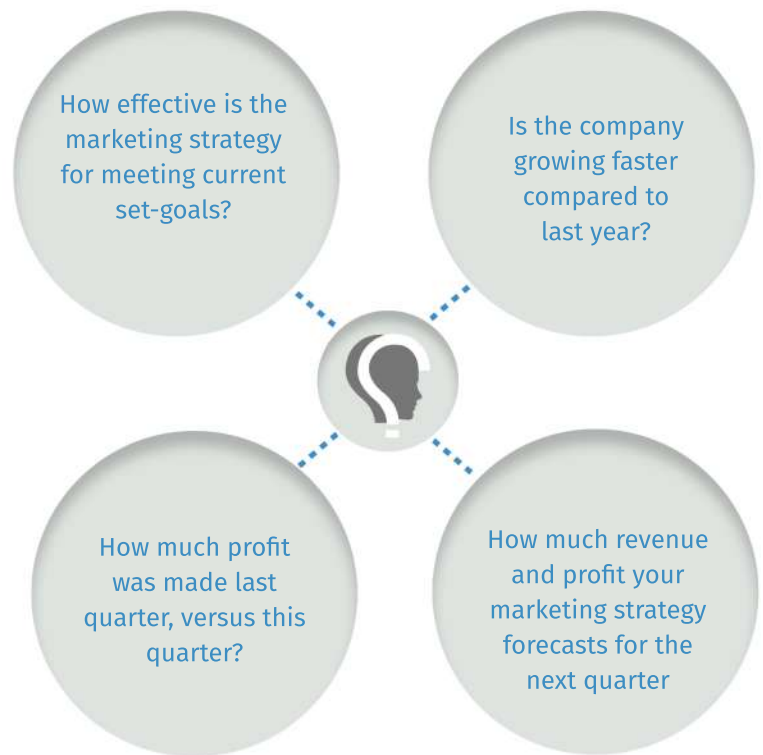 How effective is the
marketing strategy
for meeting current
set-goals?
Is the company
growing faster
compared to
last year?
How much profit
was made last
quarter, versus this
quarter?
How much revenue
and profit your
marketing strategy
forecasts for the
next quarter